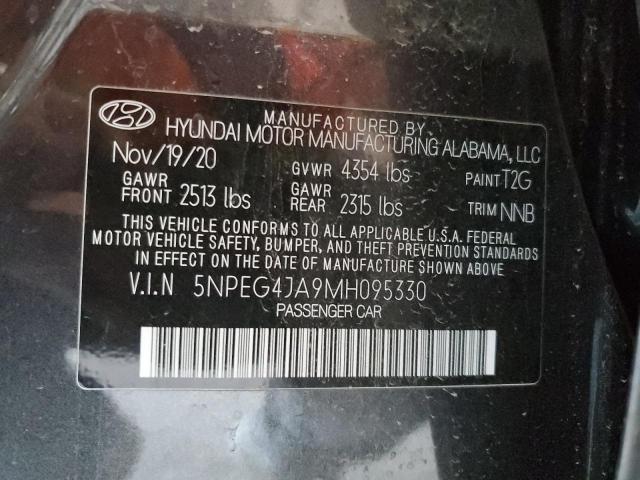 MANUFACTURED BY.
HYUNDAI MOTOR MANUFACTURING ALABAMA, LLC
Nov/19/20 GVWR 4354 lbs PAINT T2G
GAWR FRONT 2513 lbs GAWR REAR 2315 lbs TRIM NNB
THIS VEHICLE CONFORMS TO ALL APPLICABLE U.S.A. FEDERAL
MOTOR VEHICLE SAFETY, BUMPER, AND THEFT PREVENTION STANDARDS
IN EFFECT ON THE DATE OF MANUFACTURE SHOWN ABOVE.
V.I.N 5NPEG4JA9MH095330
PASSENGER CAR